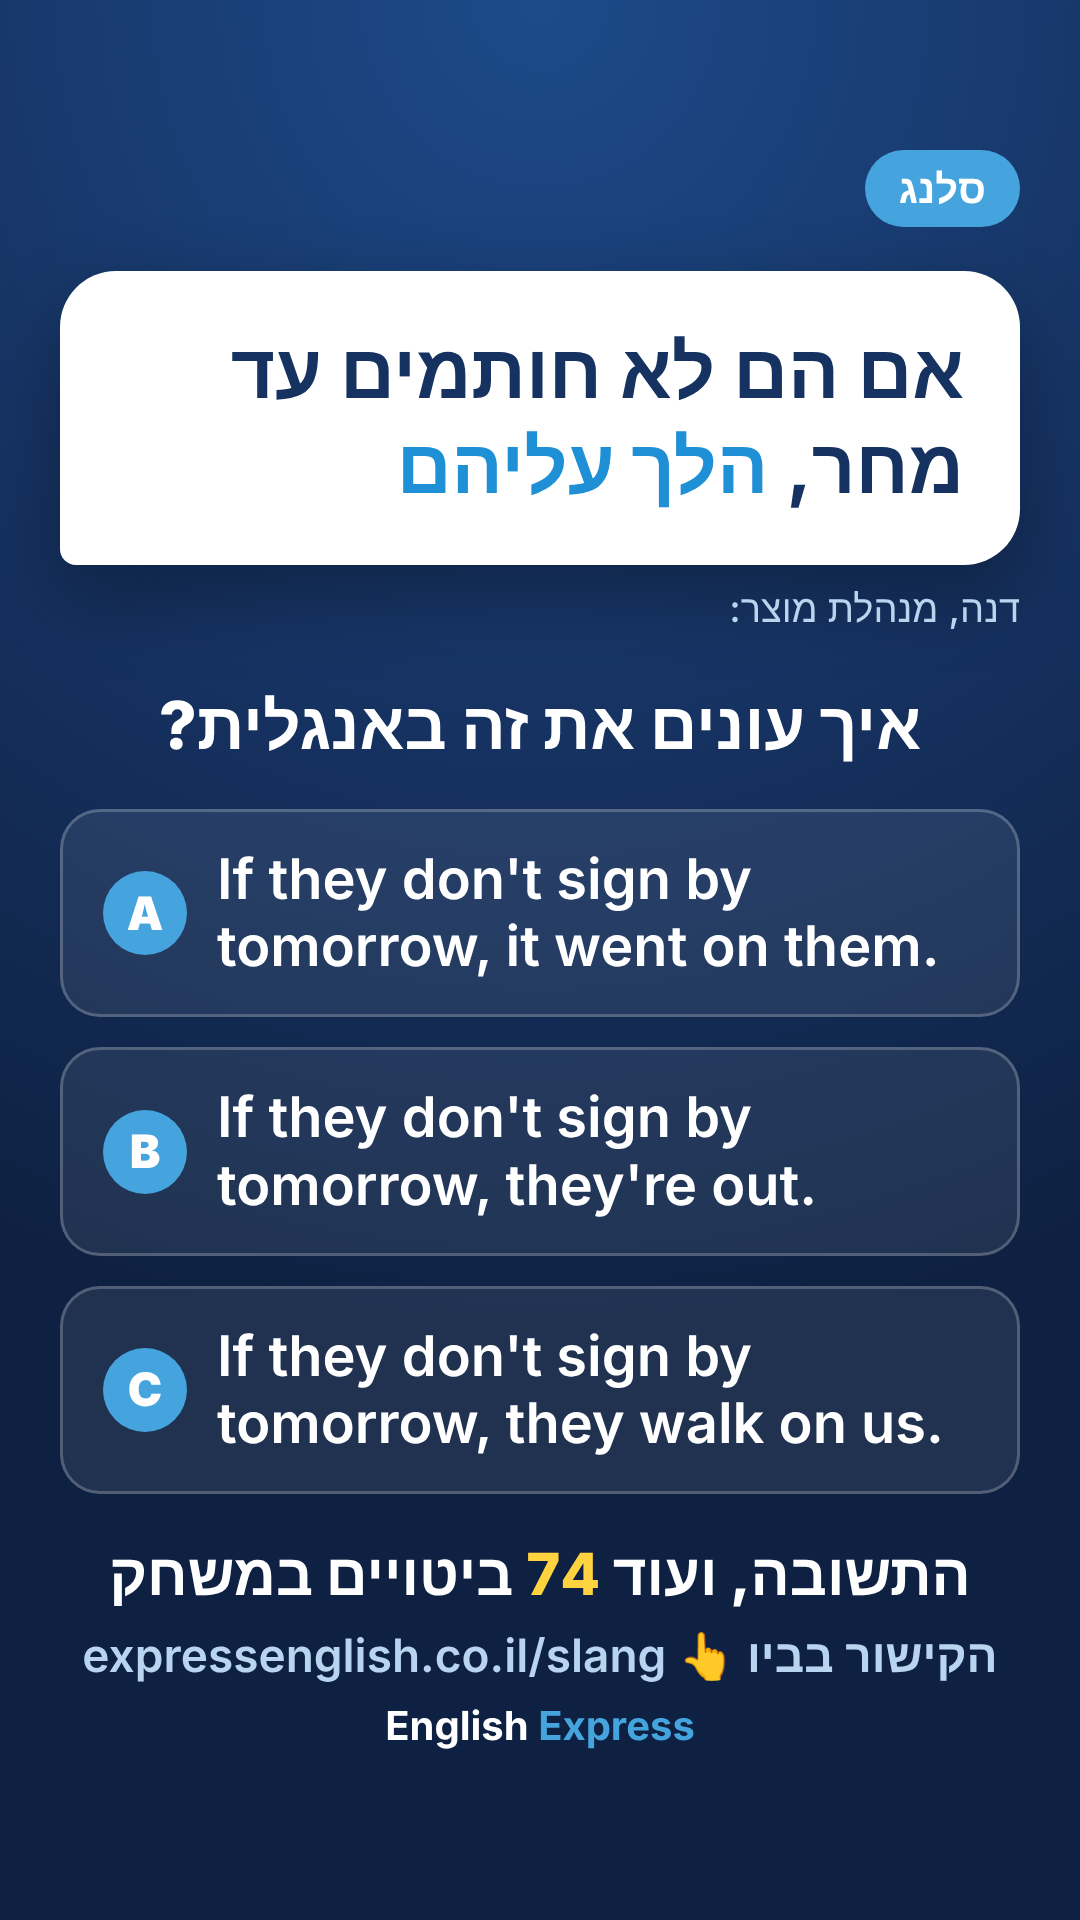 סלנג
אם הם לא חותמים עד
מחר, הלך עליהם
דנה, מנהלת מוצר:
איך עונים את זה באנגלית?
A
If they don't sign by
tomorrow, it went on them.
B
If they don't sign by
tomorrow, they're out.
C
If they don't sign by
tomorrow, they walk on us.
התשובה, ועוד 74 ביטויים במשחק
הקישור בביו 👆 expressenglish.co.il/slang
English Express